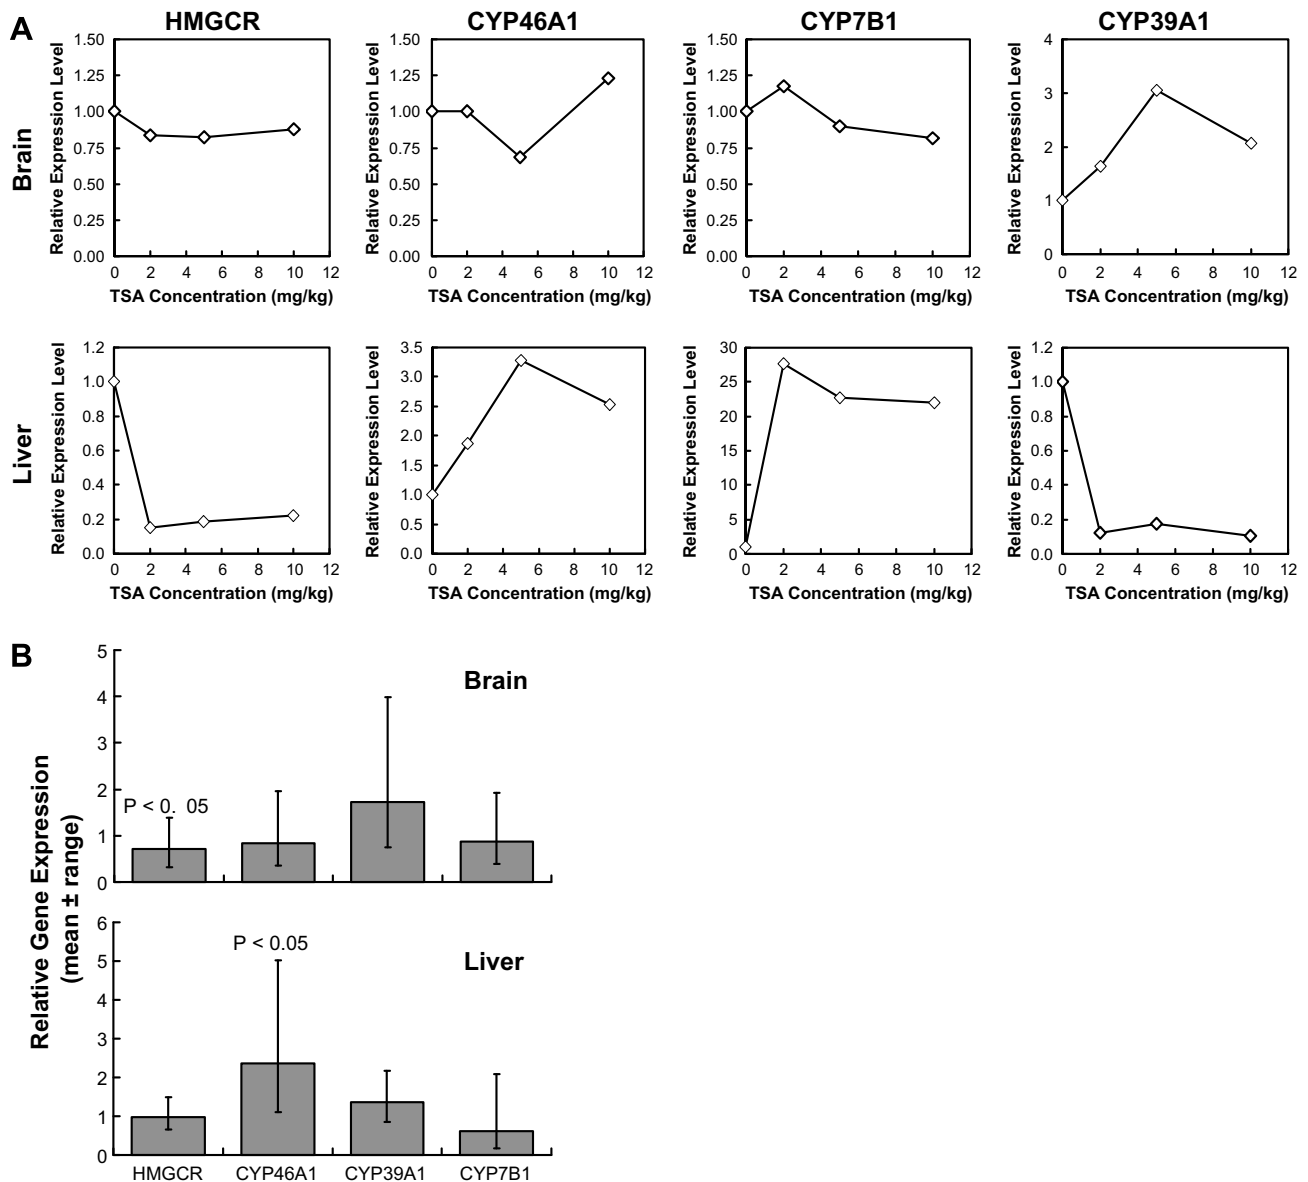 A
HMGCR
CYP46A1
CYP7B1
CYP39A1
Brain
Relative Expression Level
1.50
1.25
1.00
0.75
0.50
0.25
0.00
0 2 4 6 8 10 12
TSA Concentration (mg/kg)
Relative Expression Level
1.50
1.25
1.00
0.75
0.50
0.25
0.00
0 2 4 6 8 10 12
TSA Concentration (mg/kg)
Relative Expression Level
1.50
1.25
1.00
0.75
0.50
0.25
0.00
0 2 4 6 8 10 12
TSA Concentration (mg/kg)
Relative Expression Level
4
3
2
1
0
0 2 4 6 8 10 12
TSA Concentration (mg/kg)
Liver
Relative Expression Level
1.2
1.0
0.8
0.6
0.4
0.2
0.0
0 2 4 6 8 10 12
TSA Concentration (mg/kg)
Relative Expression Level
3.5
3.0
2.5
2.0
1.5
1.0
0.5
0.0
0 2 4 6 8 10 12
TSA Concentration (mg/kg)
Relative Expression Level
30
25
20
15
10
5
0
0 2 4 6 8 10 12
TSA Concentration (mg/kg)
Relative Expression Level
1.2
1.0
0.8
0.6
0.4
0.2
0.0
0 2 4 6 8 10 12
TSA Concentration (mg/kg)
B
Relative Gene Expression
(mean ± range)
5
4
3
2
1
0
Brain
P < 0. 05
6
5
4
3
2
1
0
P < 0.05
Liver
HMGCR CYP46A1 CYP39A1 CYP7B1